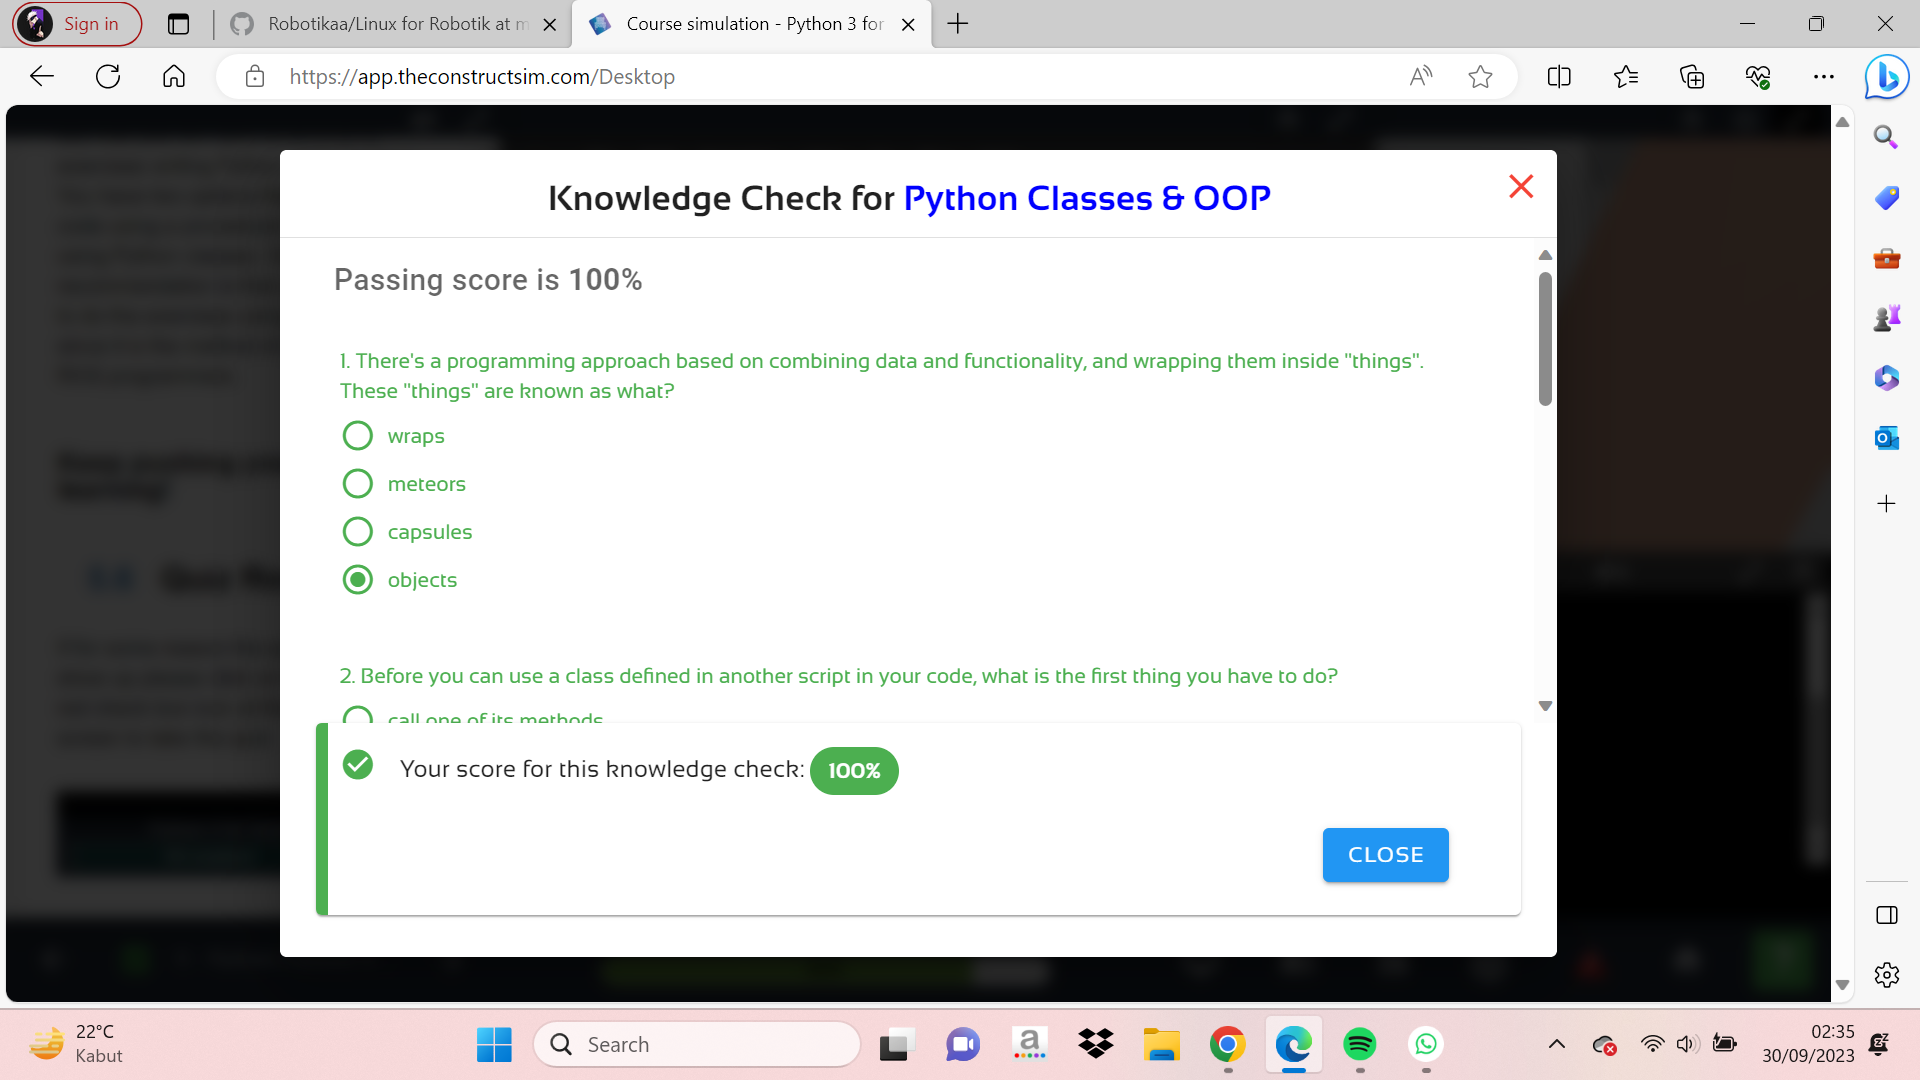 Sign in
Robotikaa/Linux for Robotik at m
Course simulation - Python 3 for
https://app.theconstructsim.com/Desktop
Knowledge Check for Python Classes & OOP
Passing score is 100%
1. There's a programming approach based on combining data and functionality, and wrapping them inside "things".
These "things" are known as what?
wraps
meteors
capsules
objects
2. Before you can use a class defined in another script in your code, what is the first thing you have to do?
call one of its methods
Your score for this knowledge check: 100%
CLOSE
22°C
Kabut
Search
02:35
30/09/2023